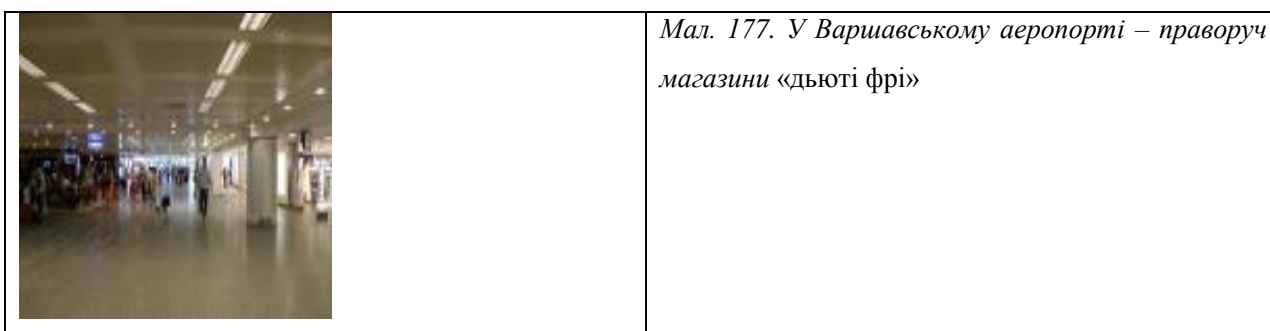 Мал. 177. У Варшавському аеропорті – праворуч
магазини «дьюті фрі»